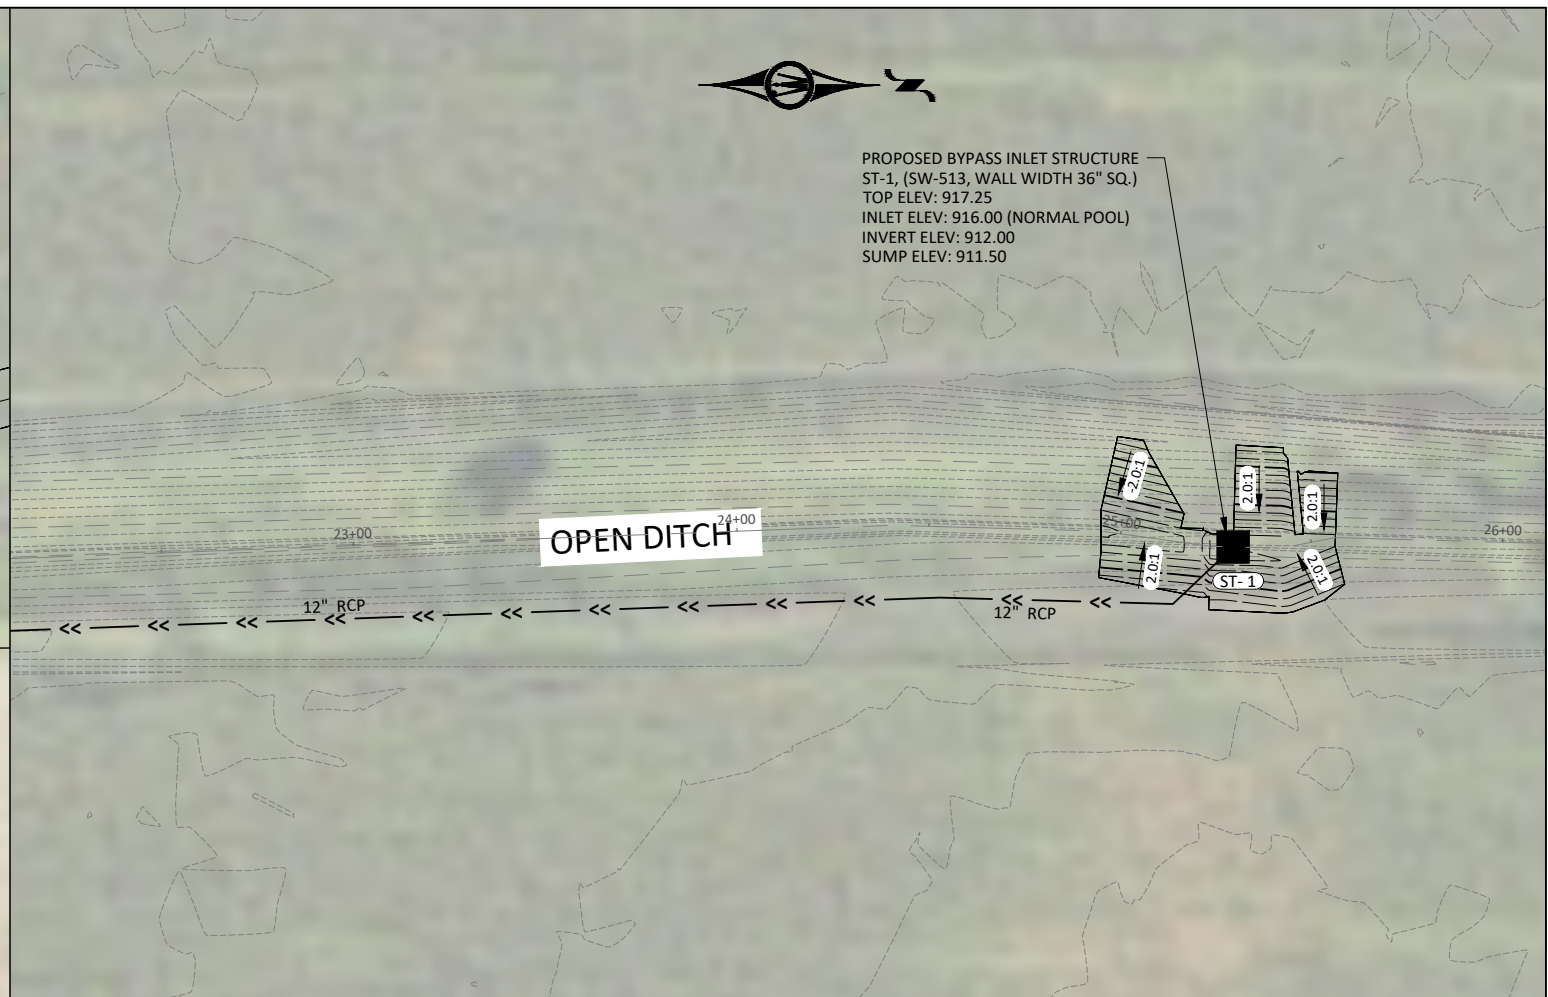 PROPOSED BYPASS INLET STRUCTURE
ST-1, (SW-513, WALL WIDTH 36" SQ.)
TOP ELEV: 917.25
INLET ELEV: 916.00 (NORMAL POOL)
INVERT ELEV: 912.00
SUMP ELEV: 911.50
-2.0:1
2.0:1
2.0:1
23+00
OPEN DITCH
24+00
25+00
26+00
2.0:1
2.0:1
ST- 1
12" RCP
12" RCP